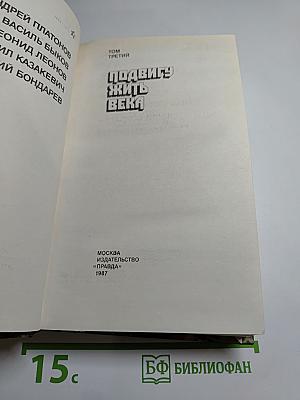 ДРЕЙ ПЛАТОНОВ
ВАСИЛЬ БЫКОВ
ЕОНИД ЛЕОНОВ
ИЛ КАЗАКЕВИЧ
ИЙ БОНДАРЕВ
ТОМ
ТРЕТИЙ
ПОДВИГУ
ЖИТЬ
ВЕКА
МОСКВА
ИЗДАТЕЛЬСТВО
«ПРАВДА»
1987
15 с
БФ БИБЛИОФАН